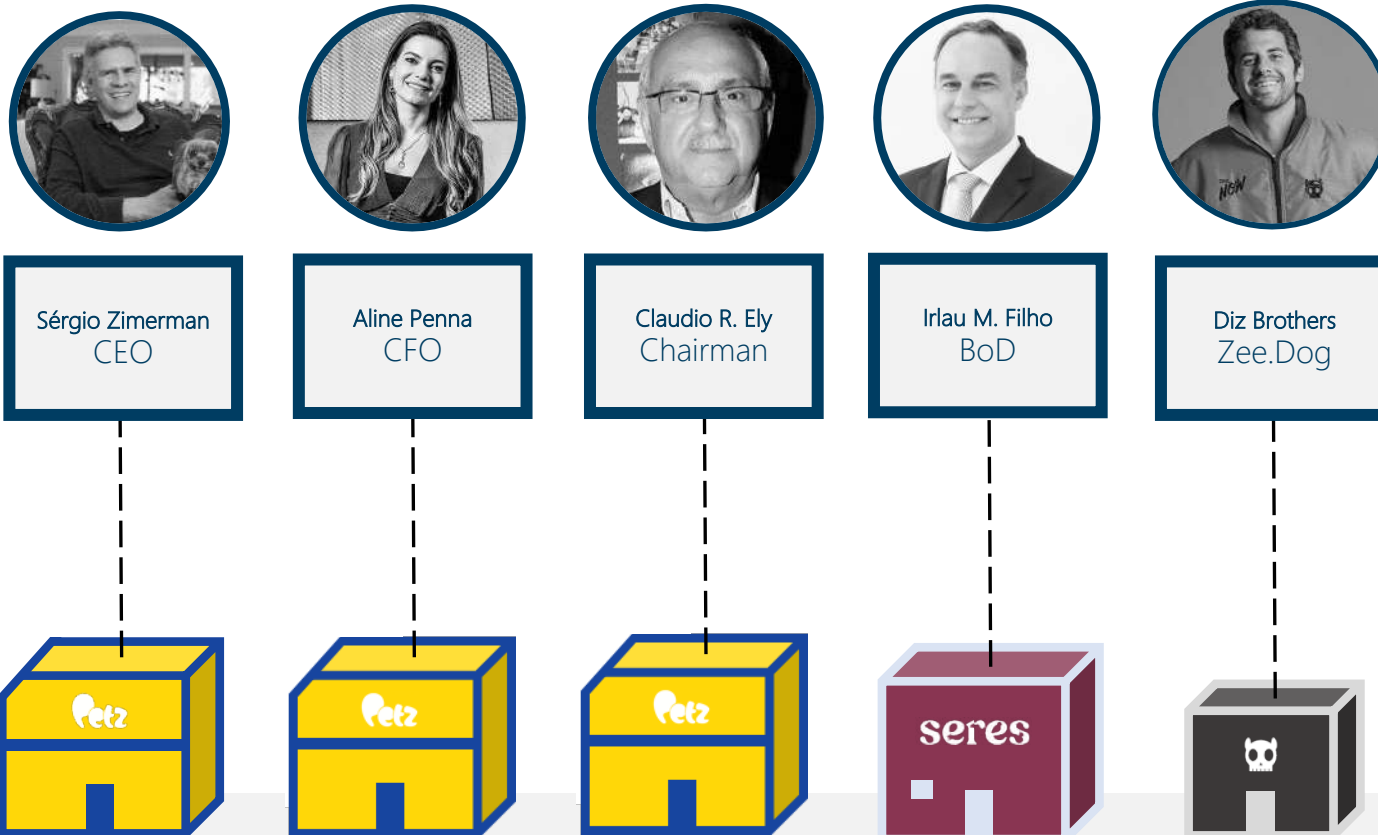 NOW
Sérgio Zimerman
CEO
Aline Penna
CFO
Claudio R. Ely
Chairman
Irlau M. Filho
BoD
Diz Brothers
Zee.Dog
Petz
Petz
Petz
seres